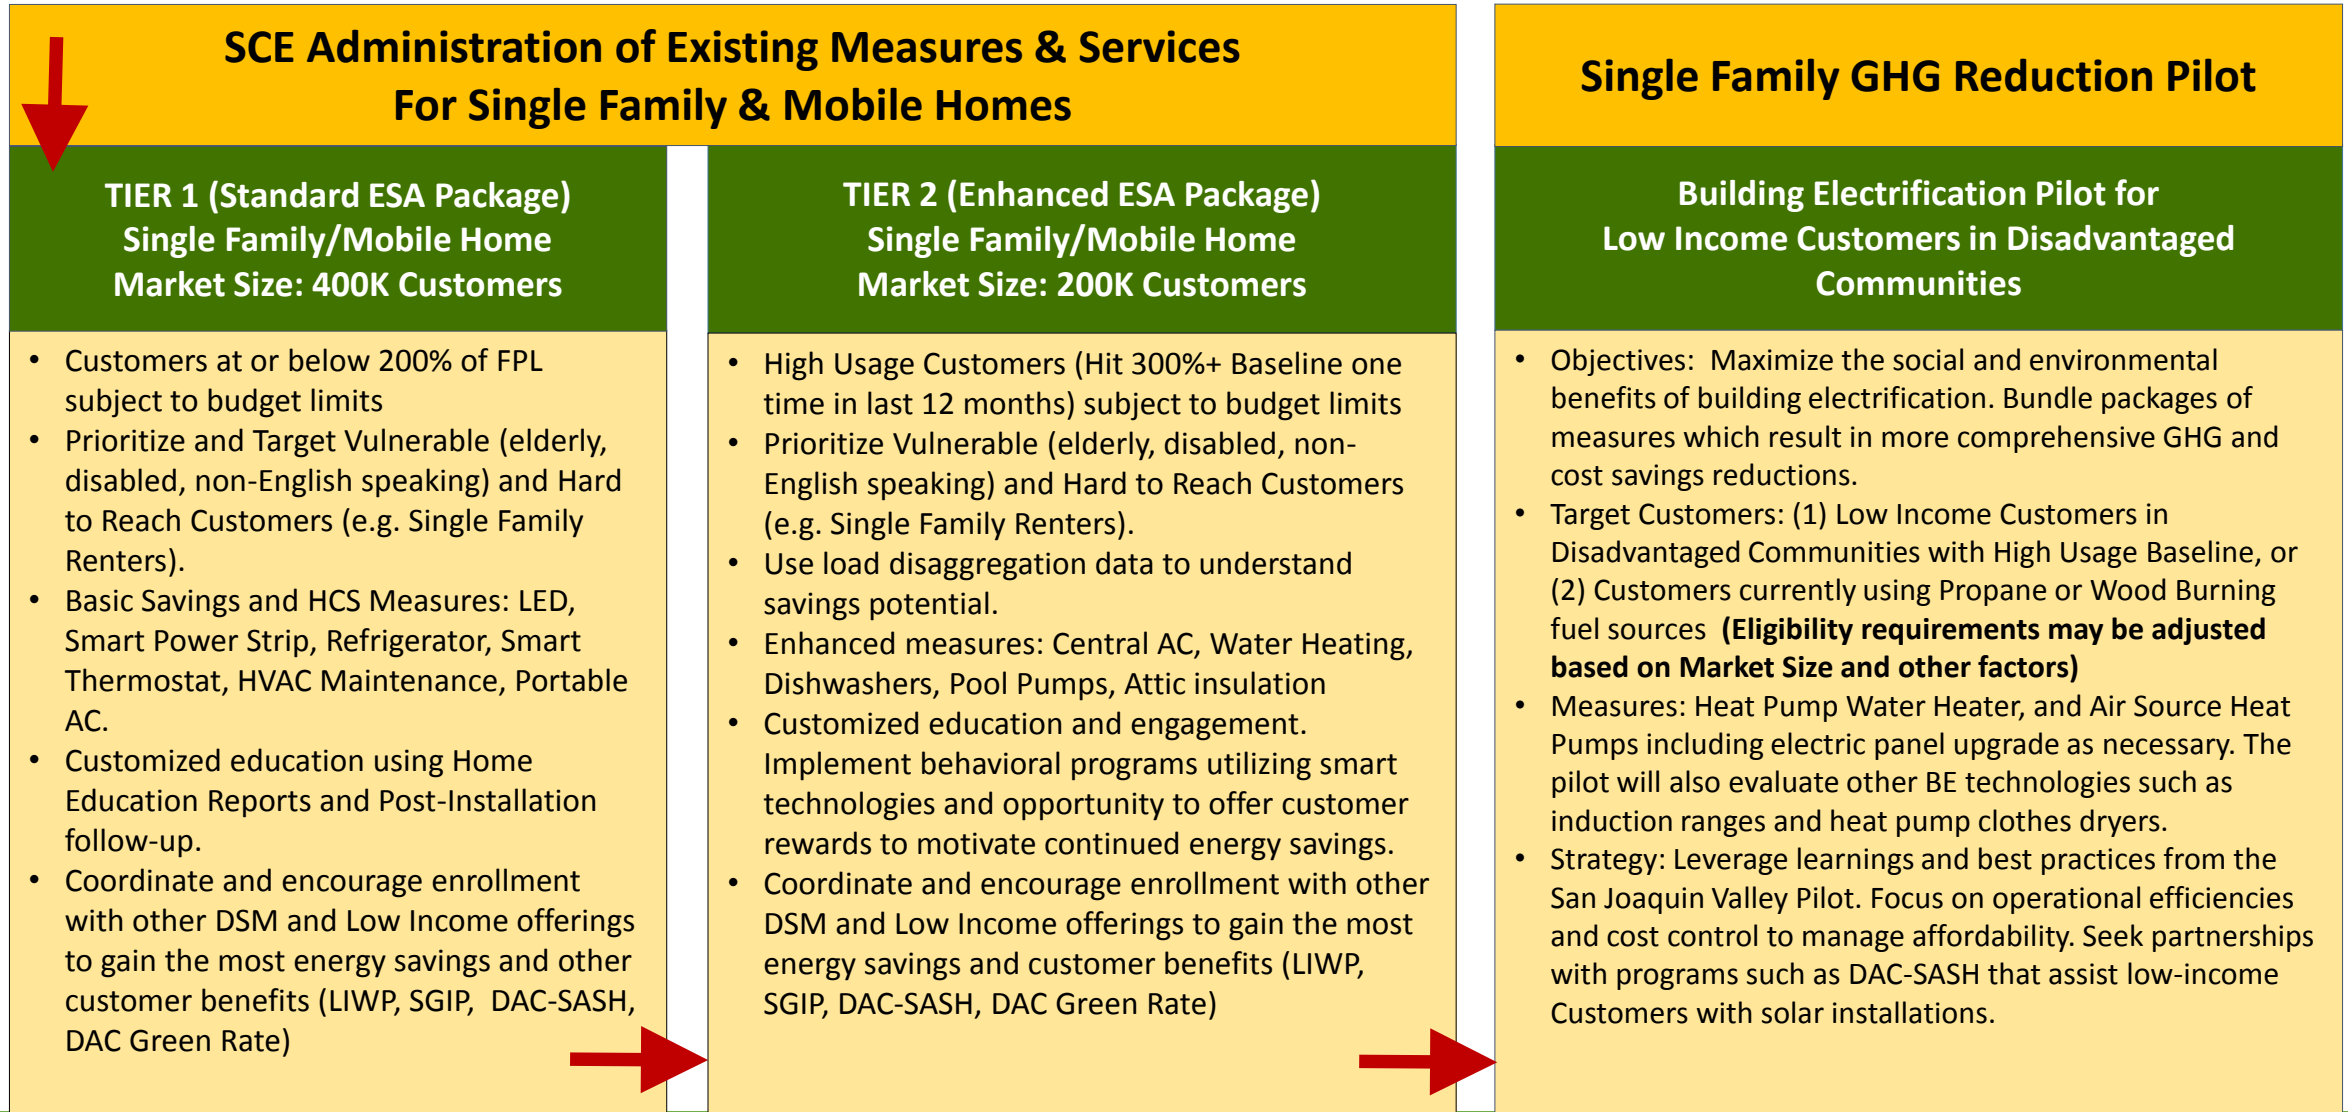 SCE Administration of Existing Measures & Services
For Single Family & Mobile Homes
TIER 1 (Standard ESA Package)
Single Family/Mobile Home
Market Size: 400K Customers
• Customers at or below 200% of FPL
subject to budget limits
• Prioritize and Target Vulnerable (elderly,
disabled, non-English speaking) and Hard
to Reach Customers (e.g. Single Family
Renters).
• Basic Savings and HCS Measures: LED,
Smart Power Strip, Refrigerator, Smart
Thermostat, HVAC Maintenance, Portable
AC.
• Customized education using Home
Education Reports and Post-Installation
follow-up.
• Coordinate and encourage enrollment
with other DSM and Low Income offerings
to gain the most energy savings and other
customer benefits (LIWP, SGIP, DAC-SASH,
DAC Green Rate)
TIER 2 (Enhanced ESA Package)
Single Family/Mobile Home
Market Size: 200K Customers
• High Usage Customers (Hit 300%+ Baseline one
time in last 12 months) subject to budget limits
• Prioritize Vulnerable (elderly, disabled, non-
English speaking) and Hard to Reach Customers
(e.g. Single Family Renters).
• Use load disaggregation data to understand
savings potential.
• Enhanced measures: Central AC, Water Heating,
Dishwashers, Pool Pumps, Attic insulation
• Customized education and engagement.
Implement behavioral programs utilizing smart
technologies and opportunity to offer customer
rewards to motivate continued energy savings.
• Coordinate and encourage enrollment with other
DSM and Low Income offerings to gain the most
energy savings and customer benefits (LIWP,
SGIP, DAC-SASH, DAC Green Rate)
Single Family GHG Reduction Pilot
Building Electrification Pilot for
Low Income Customers in Disadvantaged
Communities
• Objectives: Maximize the social and environmental
benefits of building electrification. Bundle packages of
measures which result in more comprehensive GHG and
cost savings reductions.
• Target Customers: (1) Low Income Customers in
Disadvantaged Communities with High Usage Baseline, or
(2) Customers currently using Propane or Wood Burning
fuel sources (Eligibility requirements may be adjusted
based on Market Size and other factors)
• Measures: Heat Pump Water Heater, and Air Source Heat
Pumps including electric panel upgrade as necessary. The
pilot will also evaluate other BE technologies such as
induction ranges and heat pump clothes dryers.
• Strategy: Leverage learnings and best practices from the
San Joaquin Valley Pilot. Focus on operational efficiencies
and cost control to manage affordability. Seek partnerships
with programs such as DAC-SASH that assist low-income
Customers with solar installations.